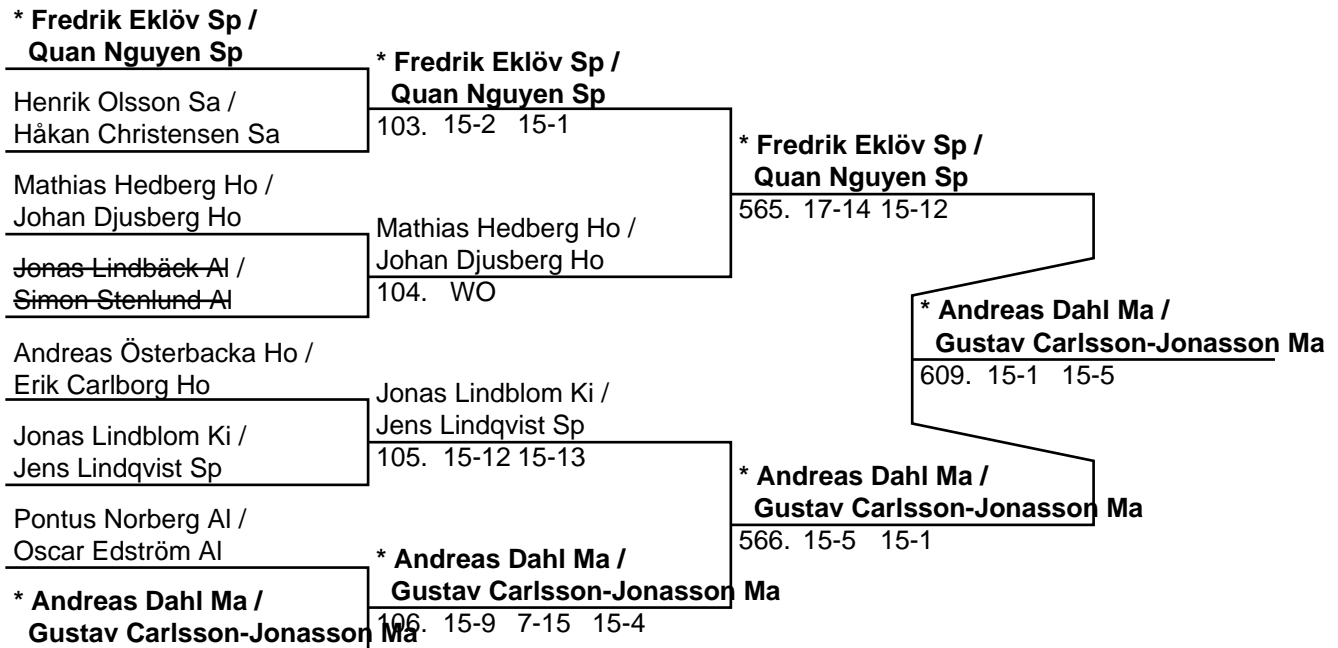 * Fredrik Eklöv Sp /
Quan Nguyen Sp
Henrik Olsson Sa /
Håkan Christensen Sa
Mathias Hedberg Ho /
Johan Djusberg Ho
Jonas Lindbäck Al /
Simon Stenlund Al
Andreas Österbacka Ho /
Erik Carlborg Ho
Jonas Lindblom Ki /
Jens Lindqvist Sp
Pontus Norberg Al /
Oscar Edström Al
* Andreas Dahl Ma /
Gustav Carlsson-Jonasson Ma
* Fredrik Eklöv Sp /
Quan Nguyen Sp
103. 15-2 15-1
Mathias Hedberg Ho /
Johan Djusberg Ho
104. WO
Jonas Lindblom Ki /
Jens Lindqvist Sp
105. 15-12 15-13
* Andreas Dahl Ma /
Gustav Carlsson-Jonasson Ma
106. 15-9 7-15 15-4
* Fredrik Eklöv Sp /
Quan Nguyen Sp
565. 17-14 15-12
* Andreas Dahl Ma /
Gustav Carlsson-Jonasson Ma
566. 15-5 15-1
* Andreas Dahl Ma /
Gustav Carlsson-Jonasson Ma
609. 15-1 15-5